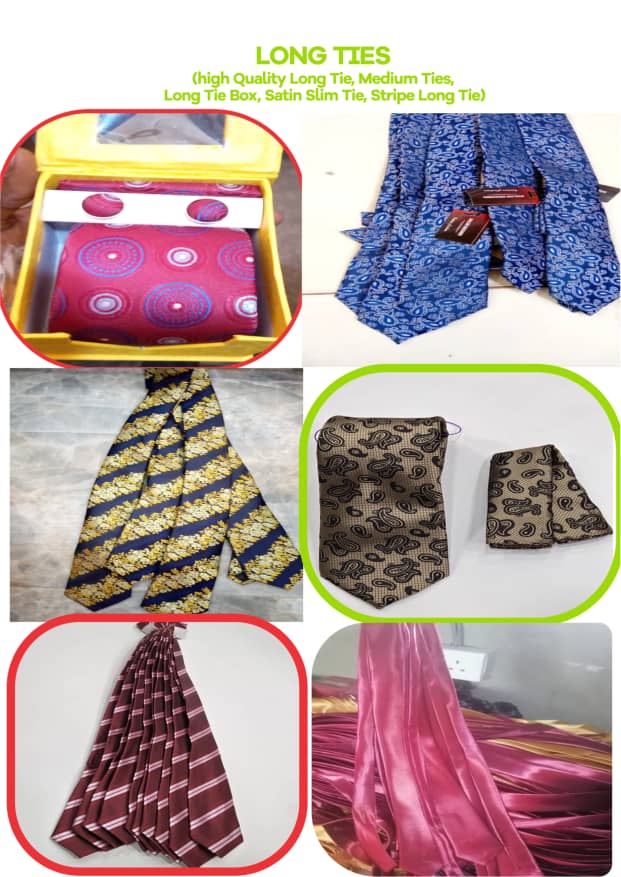 LONG TIES
(high Quality Long Tie, Medium Ties,
Long Tie Box, Satin Slim Tie, Stripe Long Tie)